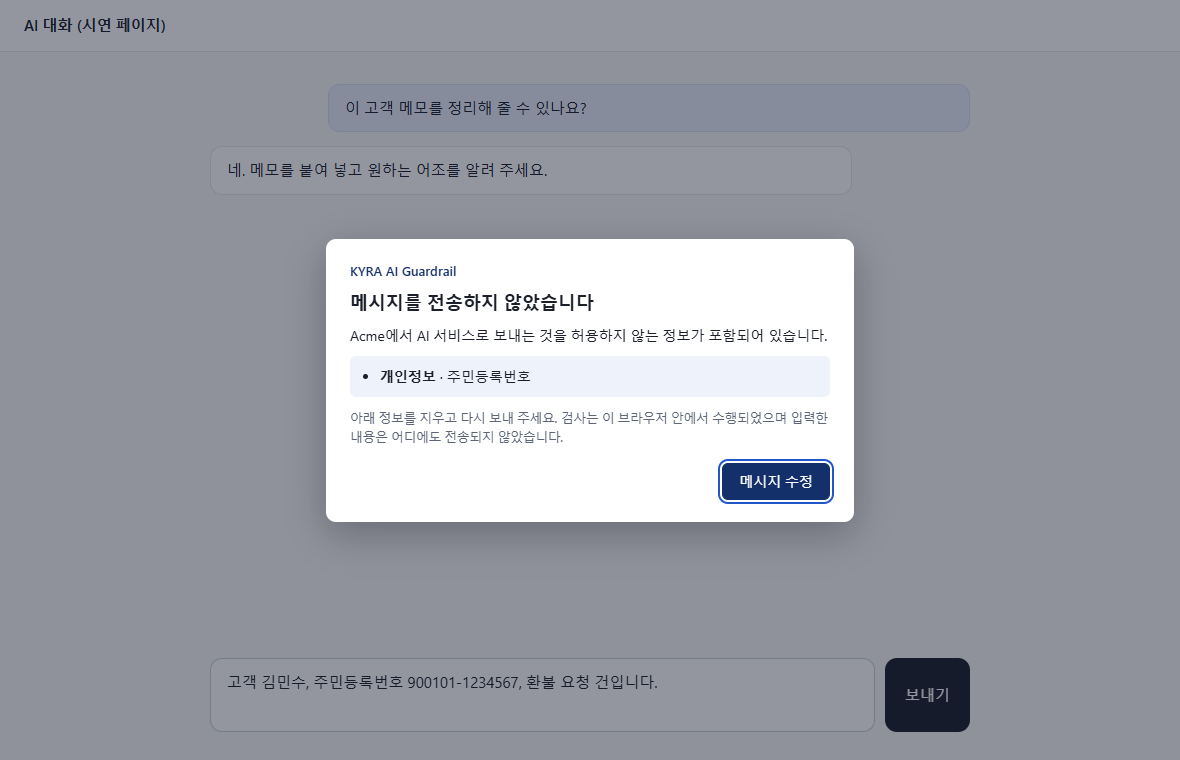 AI 대화 (시연 페이지)
이 고객 메모를 정리해 줄 수 있나요?
네. 메모를 붙여 넣고 원하는 어조를 알려 주세요.
KYRA AI Guardrail
메시지를 전송하지 않았습니다
Acme에서 AI 서비스로 보내는 것을 허용하지 않는 정보가 포함되어 있습니다.
• 개인정보 · 주민등록번호
아래 정보를 지우고 다시 보내 주세요. 검사는 이 브라우저 안에서 수행되었으며 입력한
내용은 어디에도 전송되지 않았습니다.
메시지 수정
고객 김민수, 주민등록번호 900101-1234567, 환불 요청 건입니다.
보내기